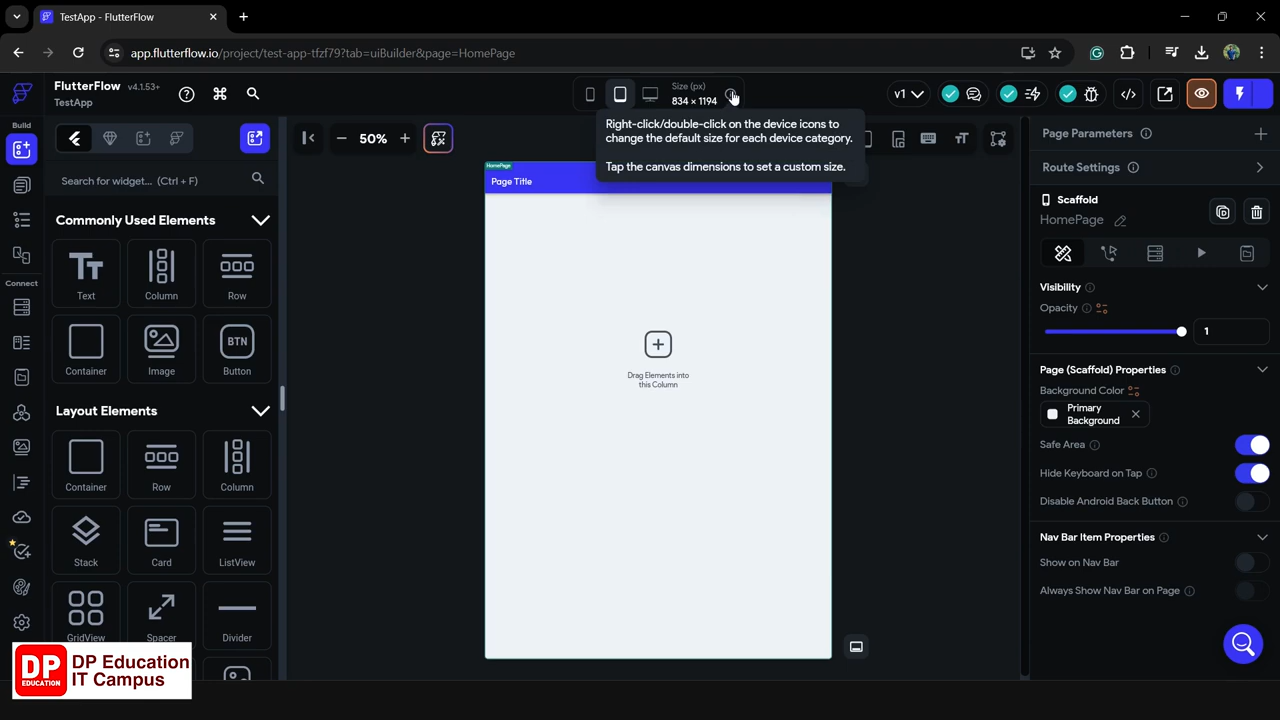 TestApp - FlutterFlow
app.flutterflow.io/project/test-app-tfzf79?tab=uiBuilder&page=HomePage
FlutterFlow v4.1.53+
TestApp
Size (px)
834 × 1194
v1
Build
50%
Right-click/double-click on the device icons to
change the default size for each device category.
Tap the canvas dimensions to set a custom size.
Search for widget... (Ctrl + F)
Commonly Used Elements
Text
Column
Row
Container
Image
BTN
Button
Layout Elements
Container
Row
Column
Stack
Card
ListView
GridView
Spacer
Divider
Connect
HomePage
Page Title
Drag Elements into
this Column
Page Parameters
Route Settings
Scaffold
HomePage
Visibility
Opacity
1
Page (Scaffold) Properties
Background Color
Primary
Background
Safe Area
Hide Keyboard on Tap
Disable Android Back Button
Nav Bar Item Properties
Show on Nav Bar
Always Show Nav Bar on Page
DP
EDUCATION
DP Education
IT Campus